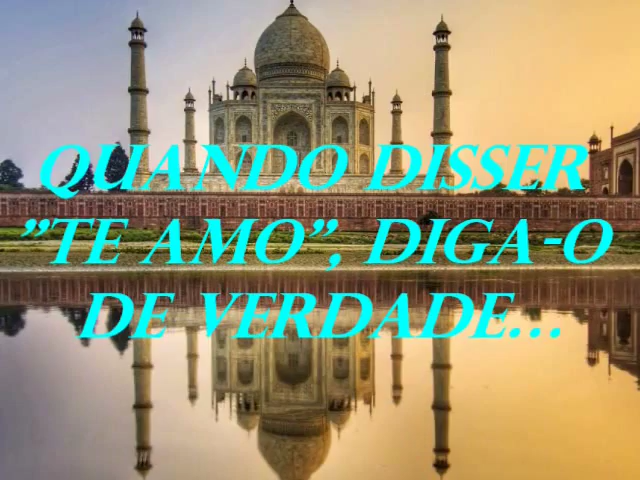 QUANDO DISSER
"TE AMO", DIGA-O
DE VERDADE...